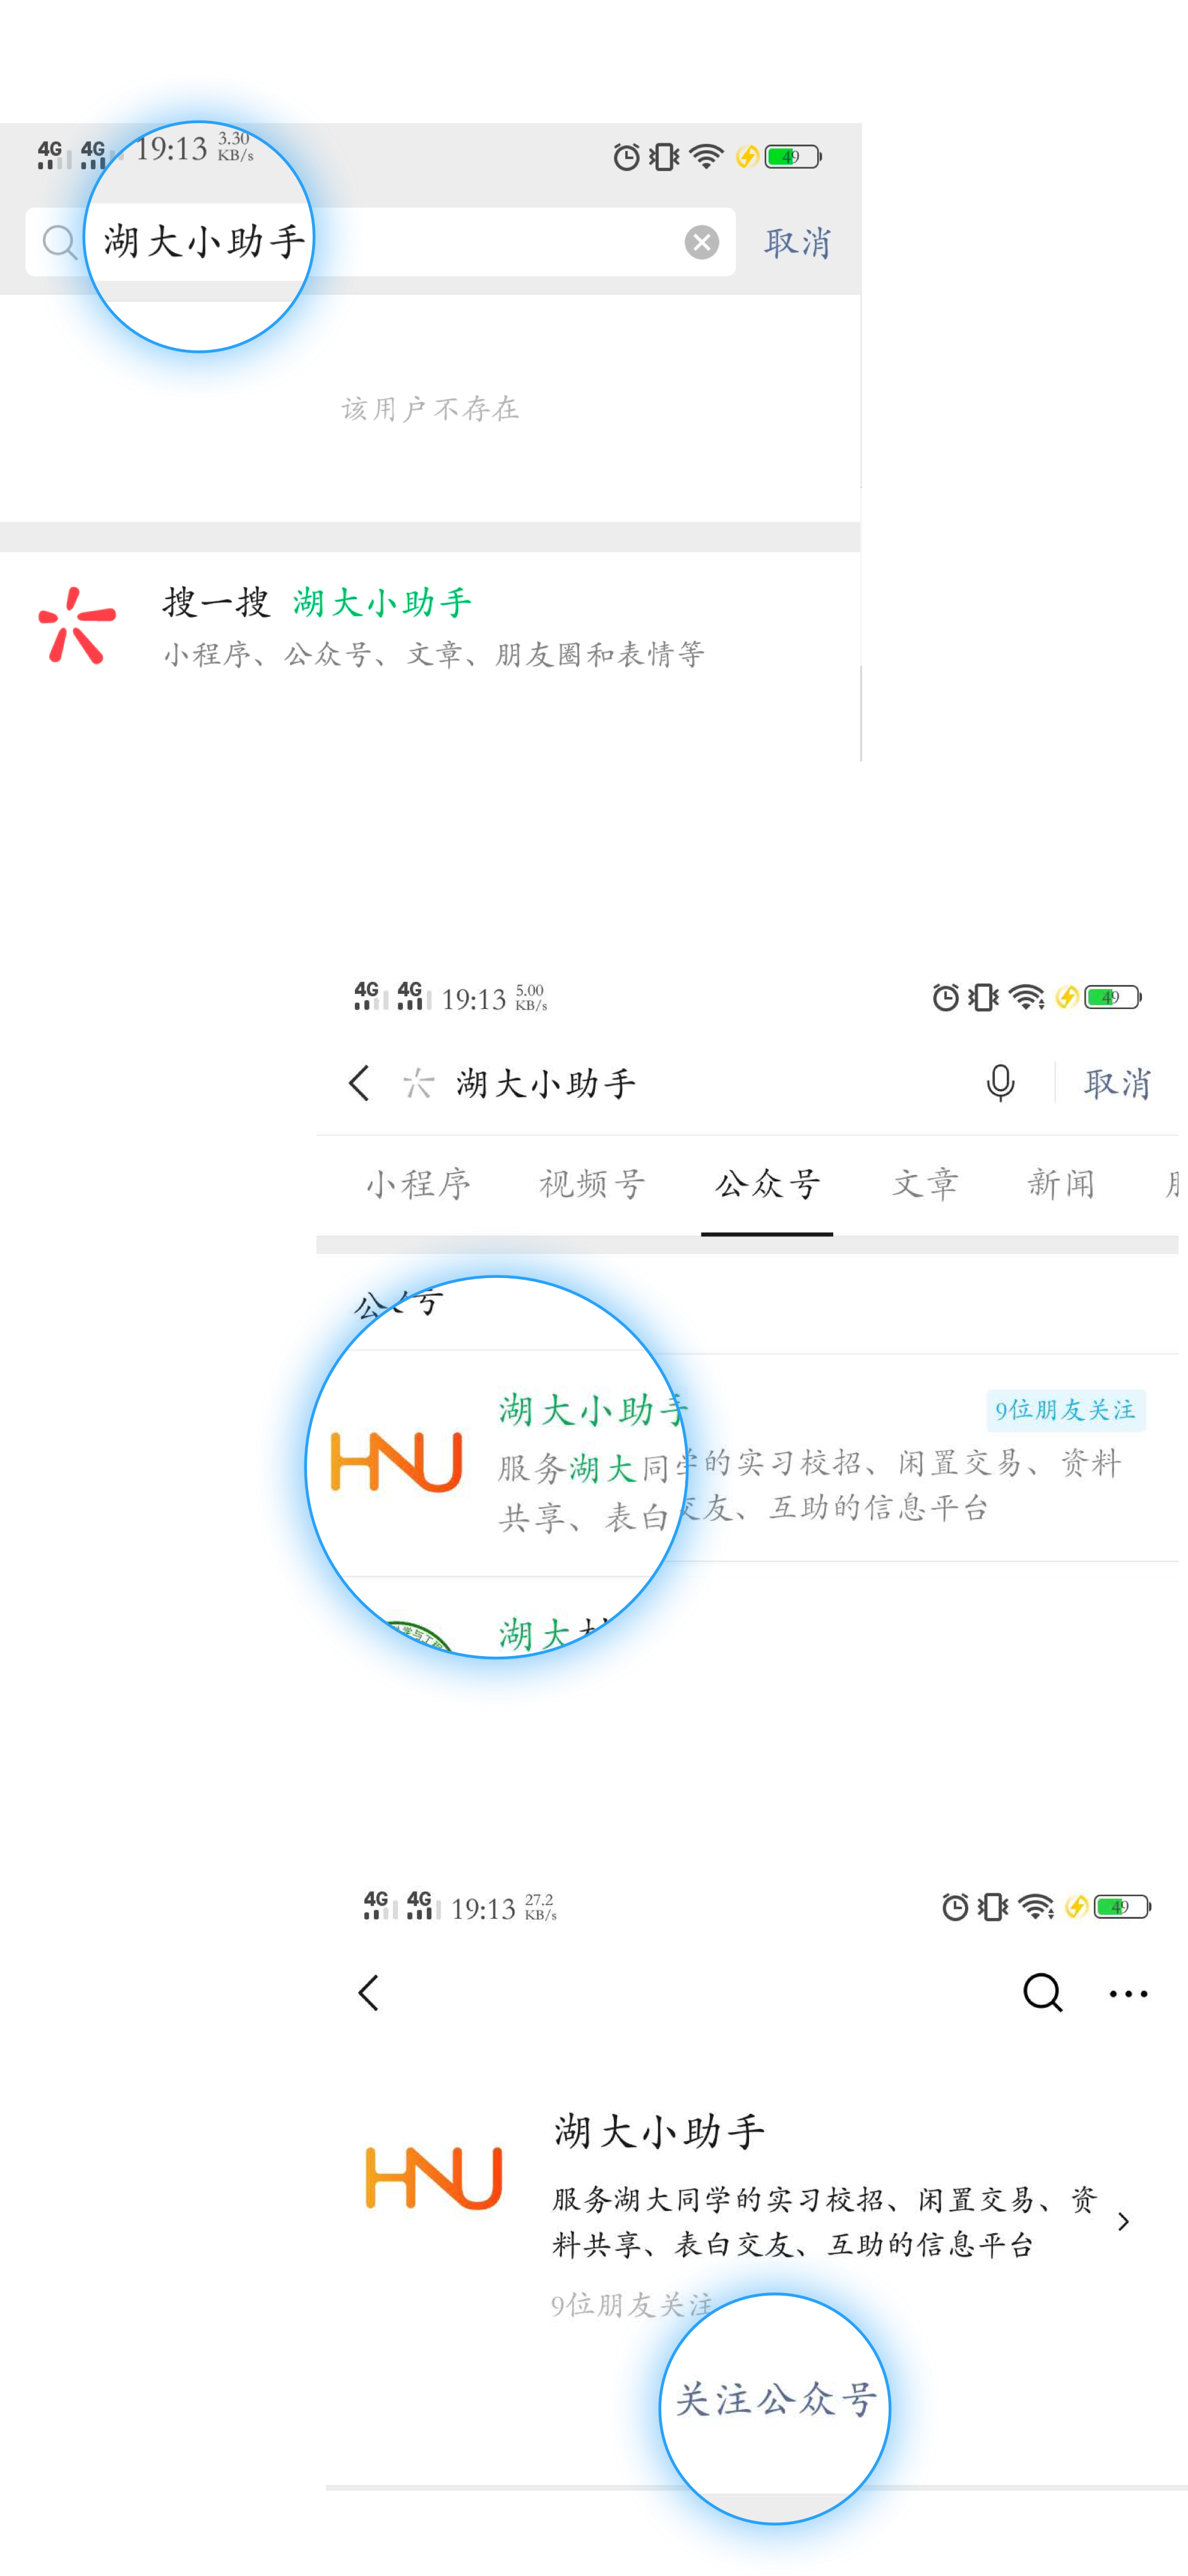 4G 4G 19:13 3.30 KB/s 49
湖大小助手 取消
该用户不存在
搜一搜 湖大小助手
小程序、公众号、文章、朋友圈和表情等
4G 4G 19:13 5.00 KB/s 49
湖大小助手 取消
小程序 视频号 公众号 文章 新闻
公众号
湖大小助手 9位朋友关注
服务湖大同学的实习校招、闲置交易、资料
共享、表白交友、互助的信息平台
HNU
湖大
4G 4G 19:13 27.2 KB/s 49
湖大小助手
HNU
服务湖大同学的实习校招、闲置交易、资
料共享、表白交友、互助的信息平台
9位朋友关注
关注公众号